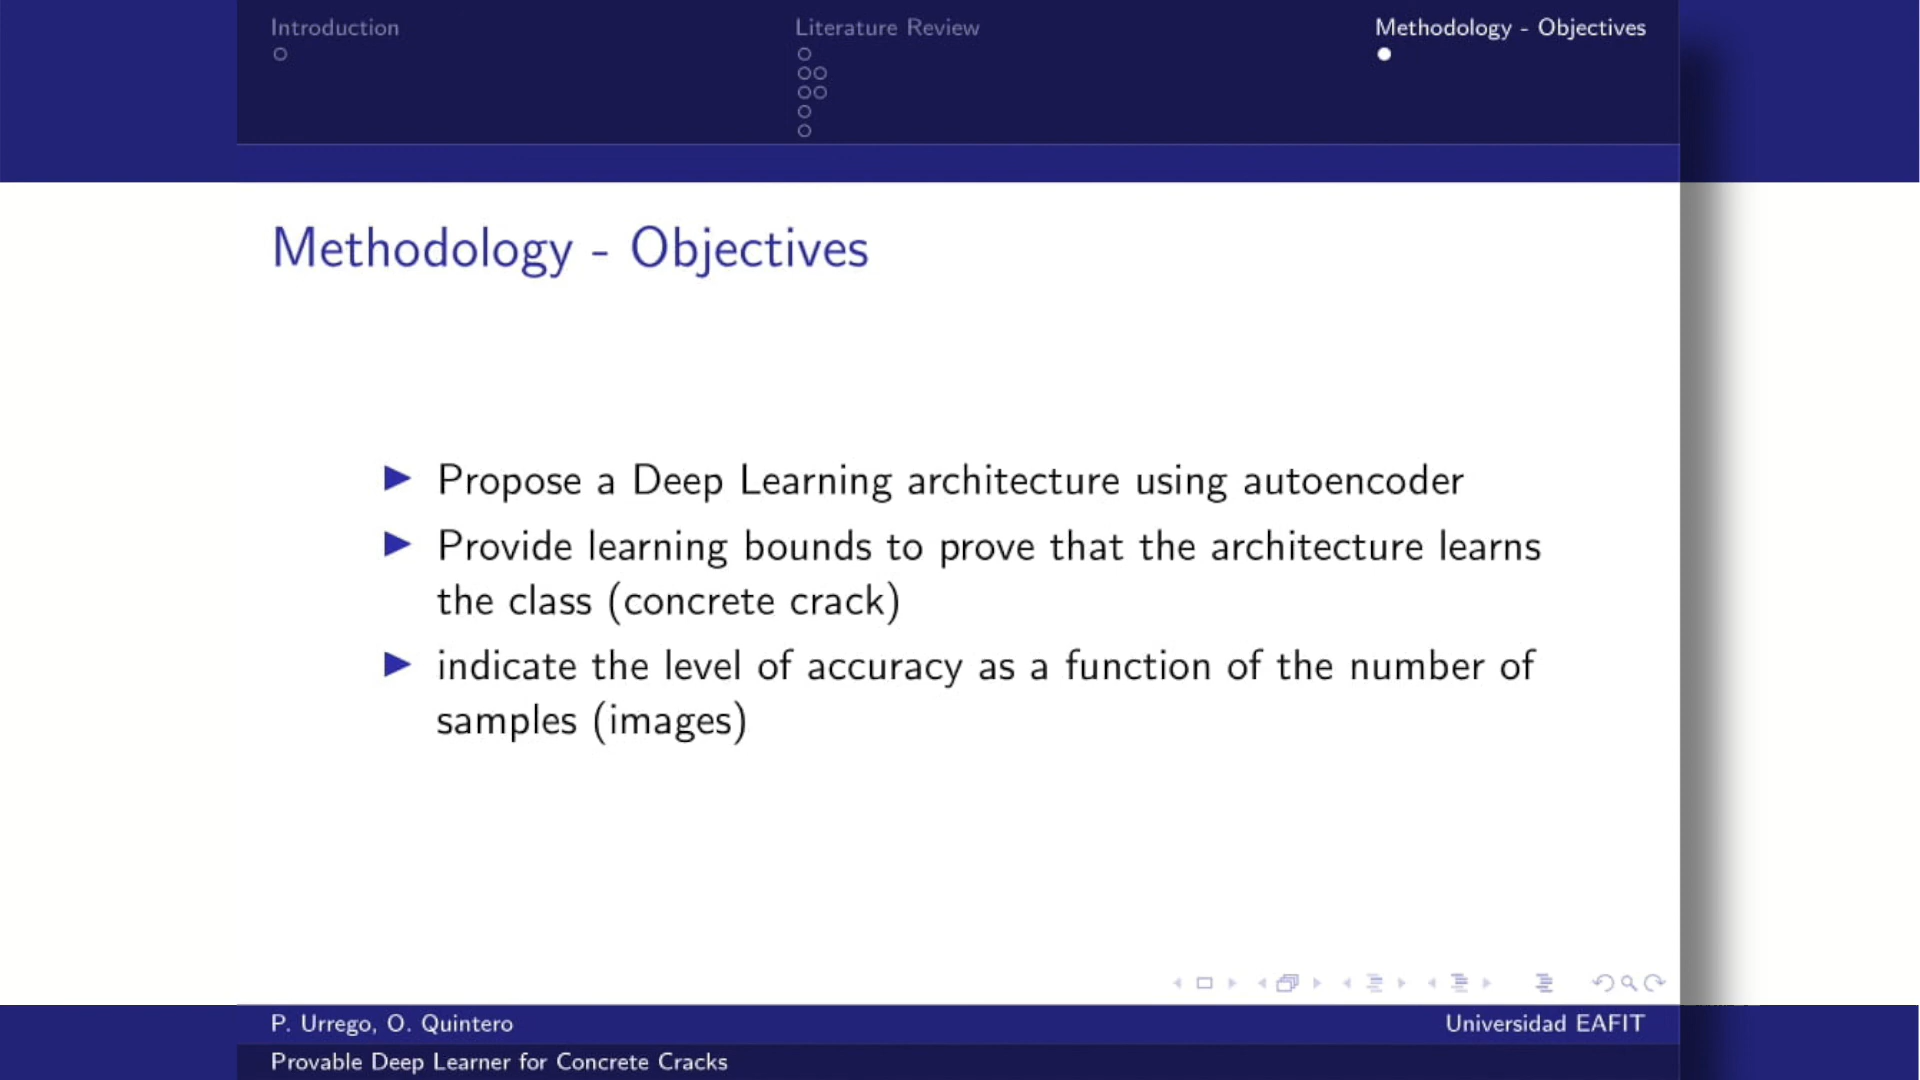 Introduction
Literature Review
Methodology - Objectives
Methodology - Objectives
Propose a Deep Learning architecture using autoencoder
Provide learning bounds to prove that the architecture learns
the class (concrete crack)
indicate the level of accuracy as a function of the number of
samples (images)
P. Urrego, O. Quintero
Universidad EAFIT
Provable Deep Learner for Concrete Cracks